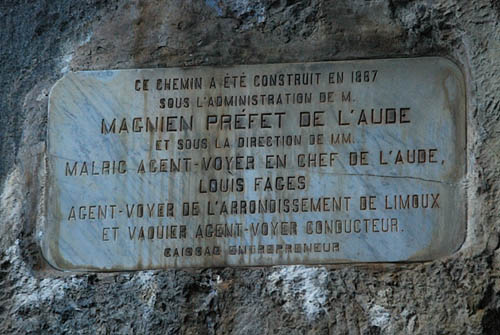 CE CHEMIN A ÉTÉ CONSTRUIT EN 1887
SOUS L'ADMINISTRATION DE M.
MAGNIEN PRÉFET DE L'AUDE
ET SOUS LA DIRECTION DE MM.
MALRIC AGENT-VOYER EN CHEF DE L'AUDE,
LOUIS FAGES
AGENT-VOYER DE L'ARRONDISSEMENT DE LIMOUX
ET VAQUIER AGENT-VOYER CONDUCTEUR.
ENTREPRENEUR